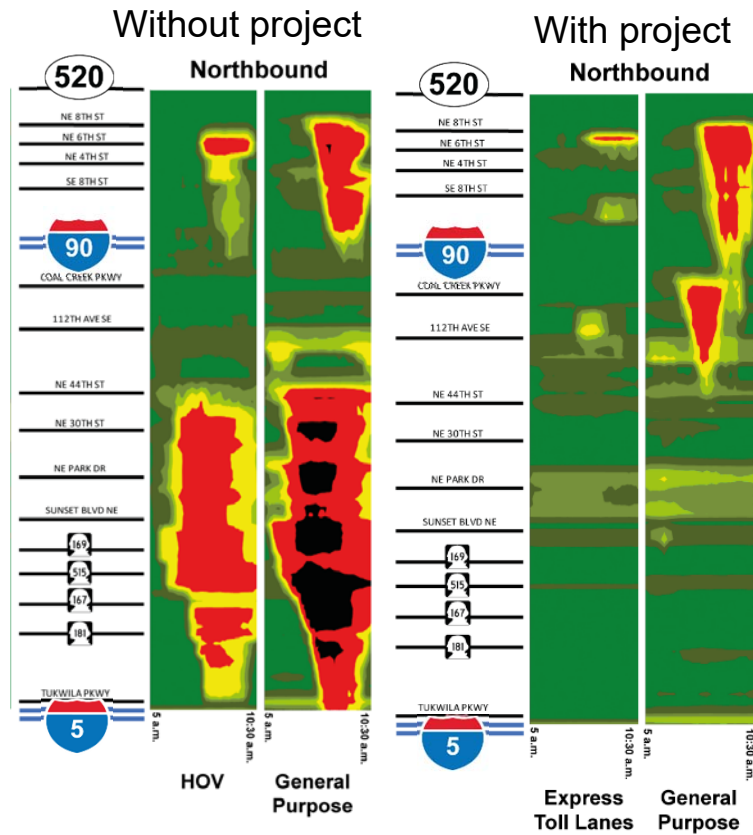 Without project
520
Northbound
NE 8TH ST
NE 6TH ST
NE 4TH ST
SE 8TH ST
90
COAL CREEK PKWY
112TH AVE SE
NE 44TH ST
NE 30TH ST
NE PARK DR
SUNSET BLVD NE
169
515
167
181
TUKWILA PKWY
5
5 a.m.
10:30 a.m.
5 a.m.
10:30 a.m.
HOV
General
Purpose
With project
520
Northbound
NE 8TH ST
NE 6TH ST
NE 4TH ST
SE 8TH ST
90
COAL CREEK PKWY
112TH AVE SE
NE 44TH ST
NE 30TH ST
NE PARK DR
SUNSET BLVD NE
169
515
167
181
TUKWILA PKWY
5
5 a.m.
10:30 a.m.
5 a.m.
10:30 a.m.
Express
Toll Lanes
General
Purpose